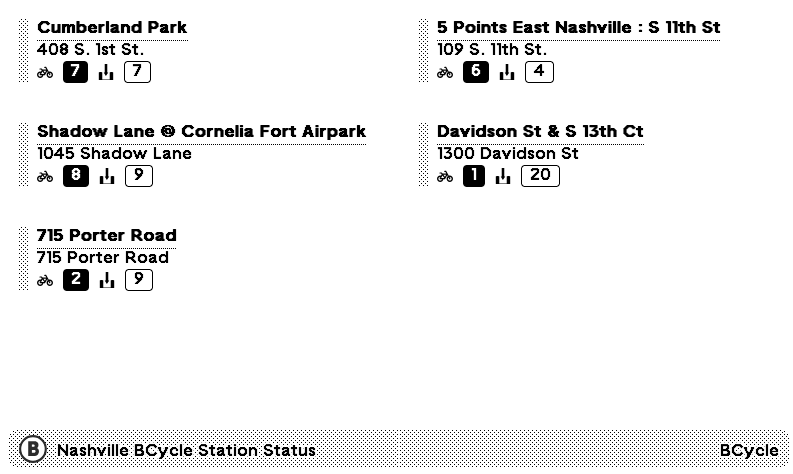 Cumberland Park
408 S. 1st St.
7 7
5 Points East Nashville : S 11th St
109 S. 11th St.
6 4
Shadow Lane @ Cornelia Fort Airpark
1045 Shadow Lane
8 9
Davidson St & S 13th Ct
1300 Davidson St
1 20
715 Porter Road
715 Porter Road
2 9
B Nashville BCycle Station Status BCycle